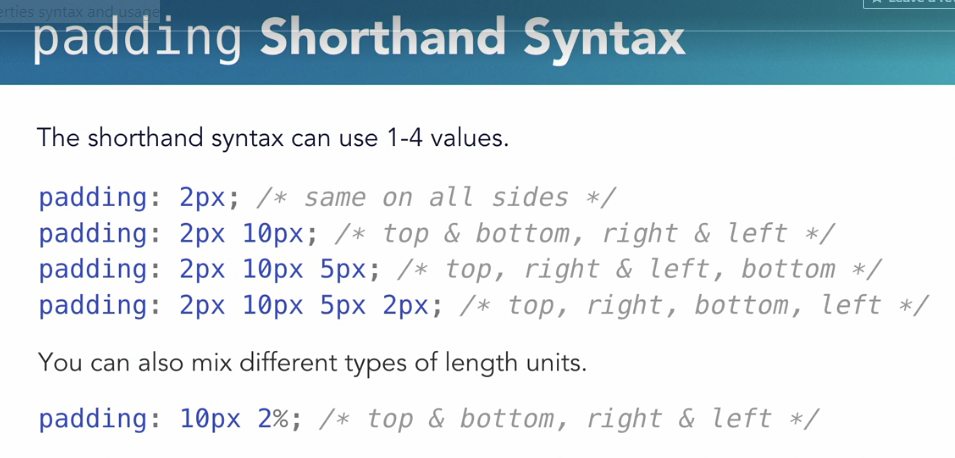 erties syntax and usage
padding Shorthand Syntax
The shorthand syntax can use 1-4 values.
padding: 2px; /* same on all sides */
padding: 2px 10px; /* top & bottom, right & left */
padding: 2px 10px 5px; /* top, right & left, bottom */
padding: 2px 10px 5px 2px; /* top, right, bottom, left */
You can also mix different types of length units.
padding: 10px 2%; /* top & bottom, right & left */